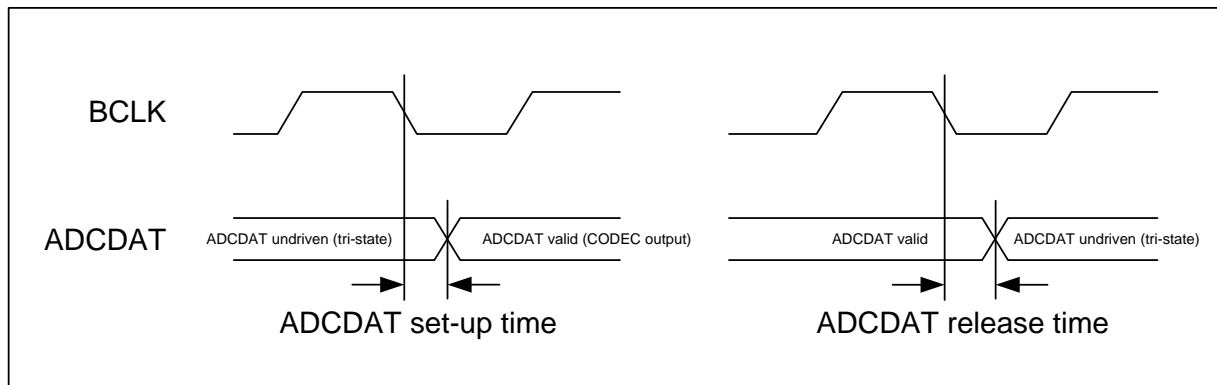 BCLK
ADCDAT
ADCDAT undriven (tri-state)
ADCDAT valid (CODEC output)
ADCDAT valid
ADCDAT undriven (tri-state)
ADCDAT set-up time
ADCDAT release time